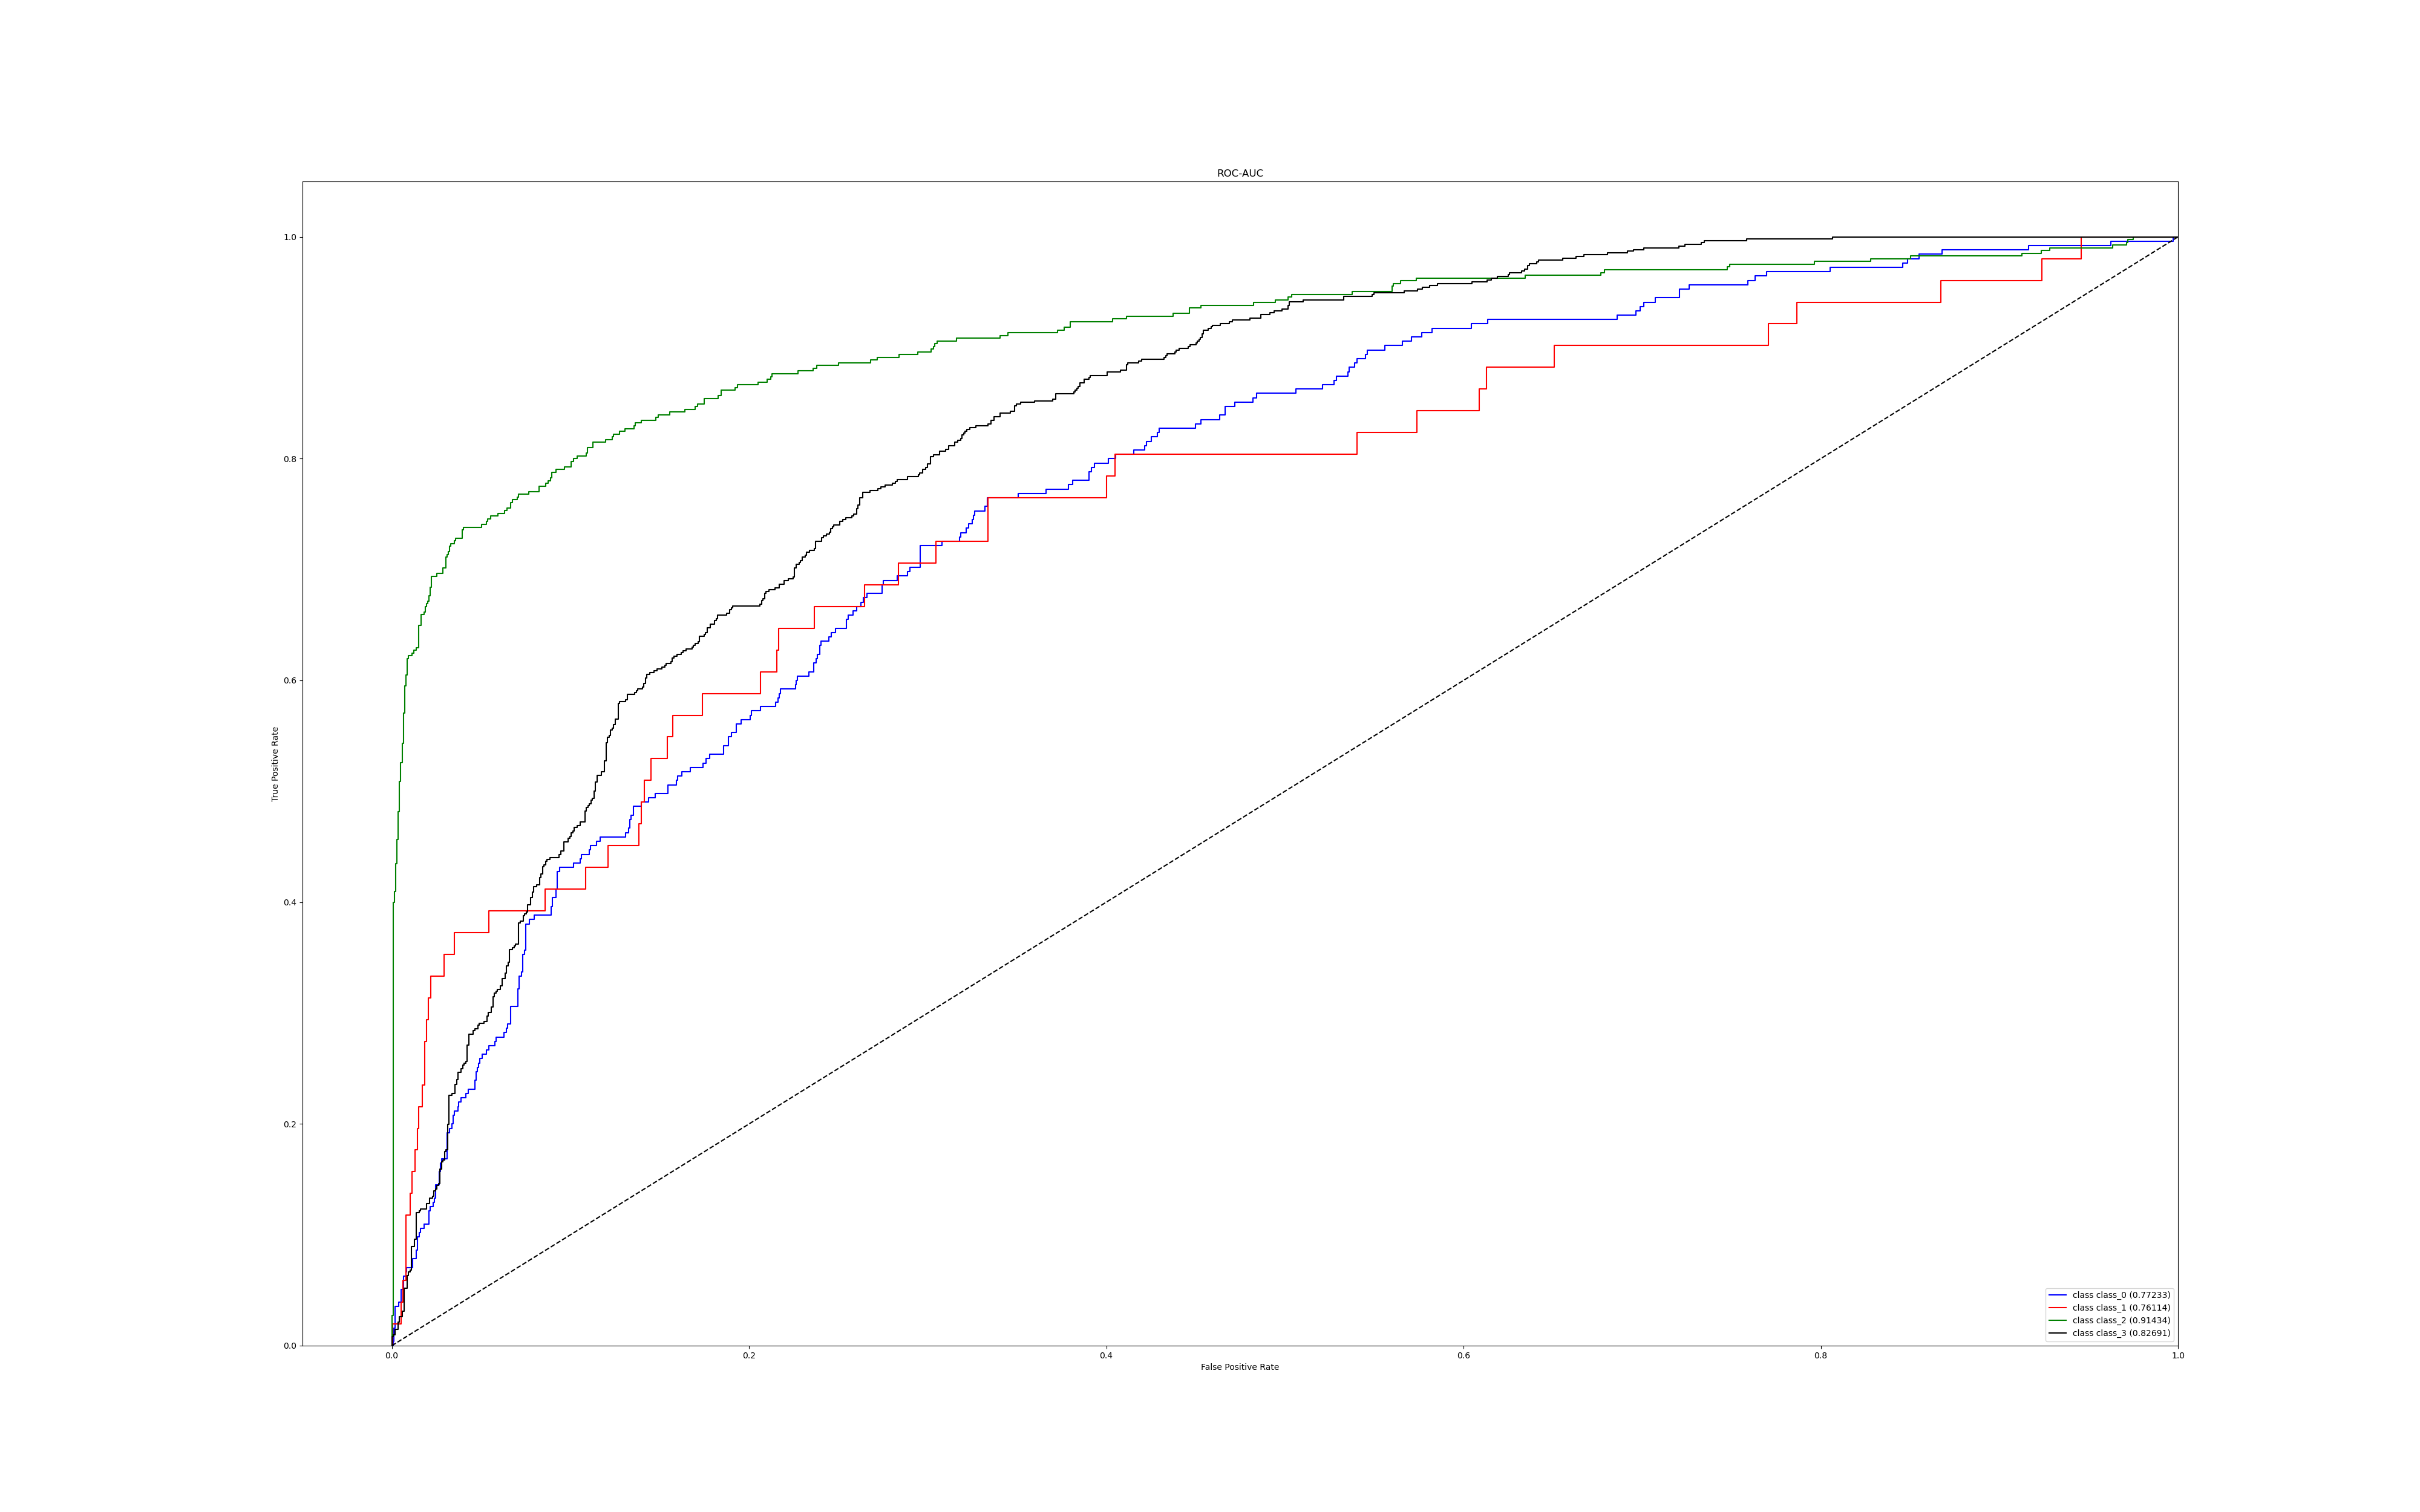 ROC-AUC
1.0
0.8
0.6
0.4
0.2
0.0
True Positive Rate
0.0 0.2 0.4 0.6 0.8 1.0
False Positive Rate
class class_0 (0.77233)
class class_1 (0.76114)
class class_2 (0.91434)
class class_3 (0.82691)